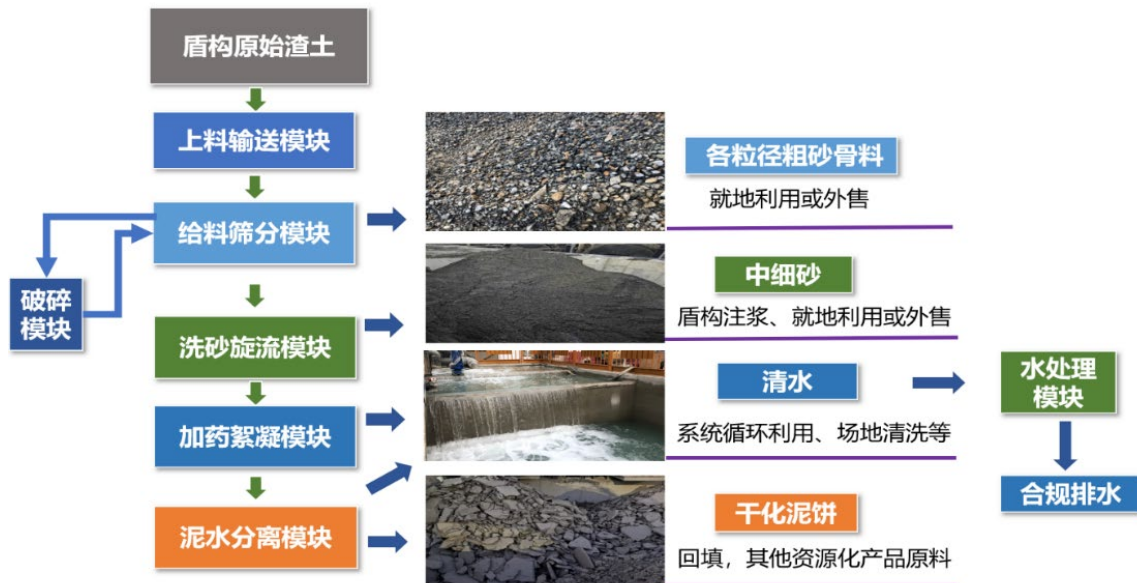 盾构原始渣土
上料输送模块
给料筛分模块
破碎
模块
洗砂旋流模块
加药絮凝模块
泥水分离模块
各粒径粗砂骨料
就地利用或外售
中细砂
盾构注浆、就地利用或外售
清水
系统循环利用、场地清洗等
干化泥饼
回填，其他资源化产品原料
水处理
模块
合规排水